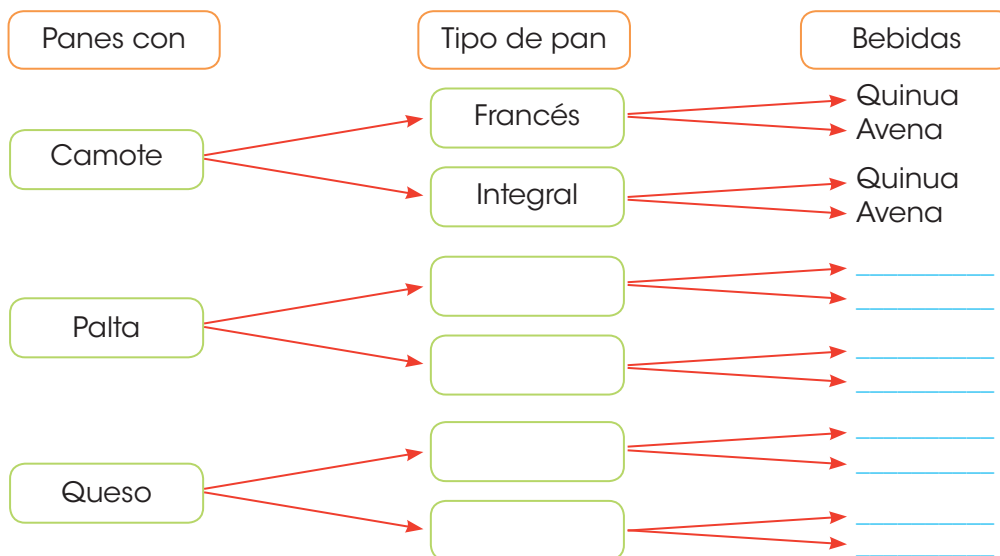 Panes con
Tipo de pan
Bebidas
Camote
Francés
Quinua
Avena
Integral
Quinua
Avena
Palta
Queso